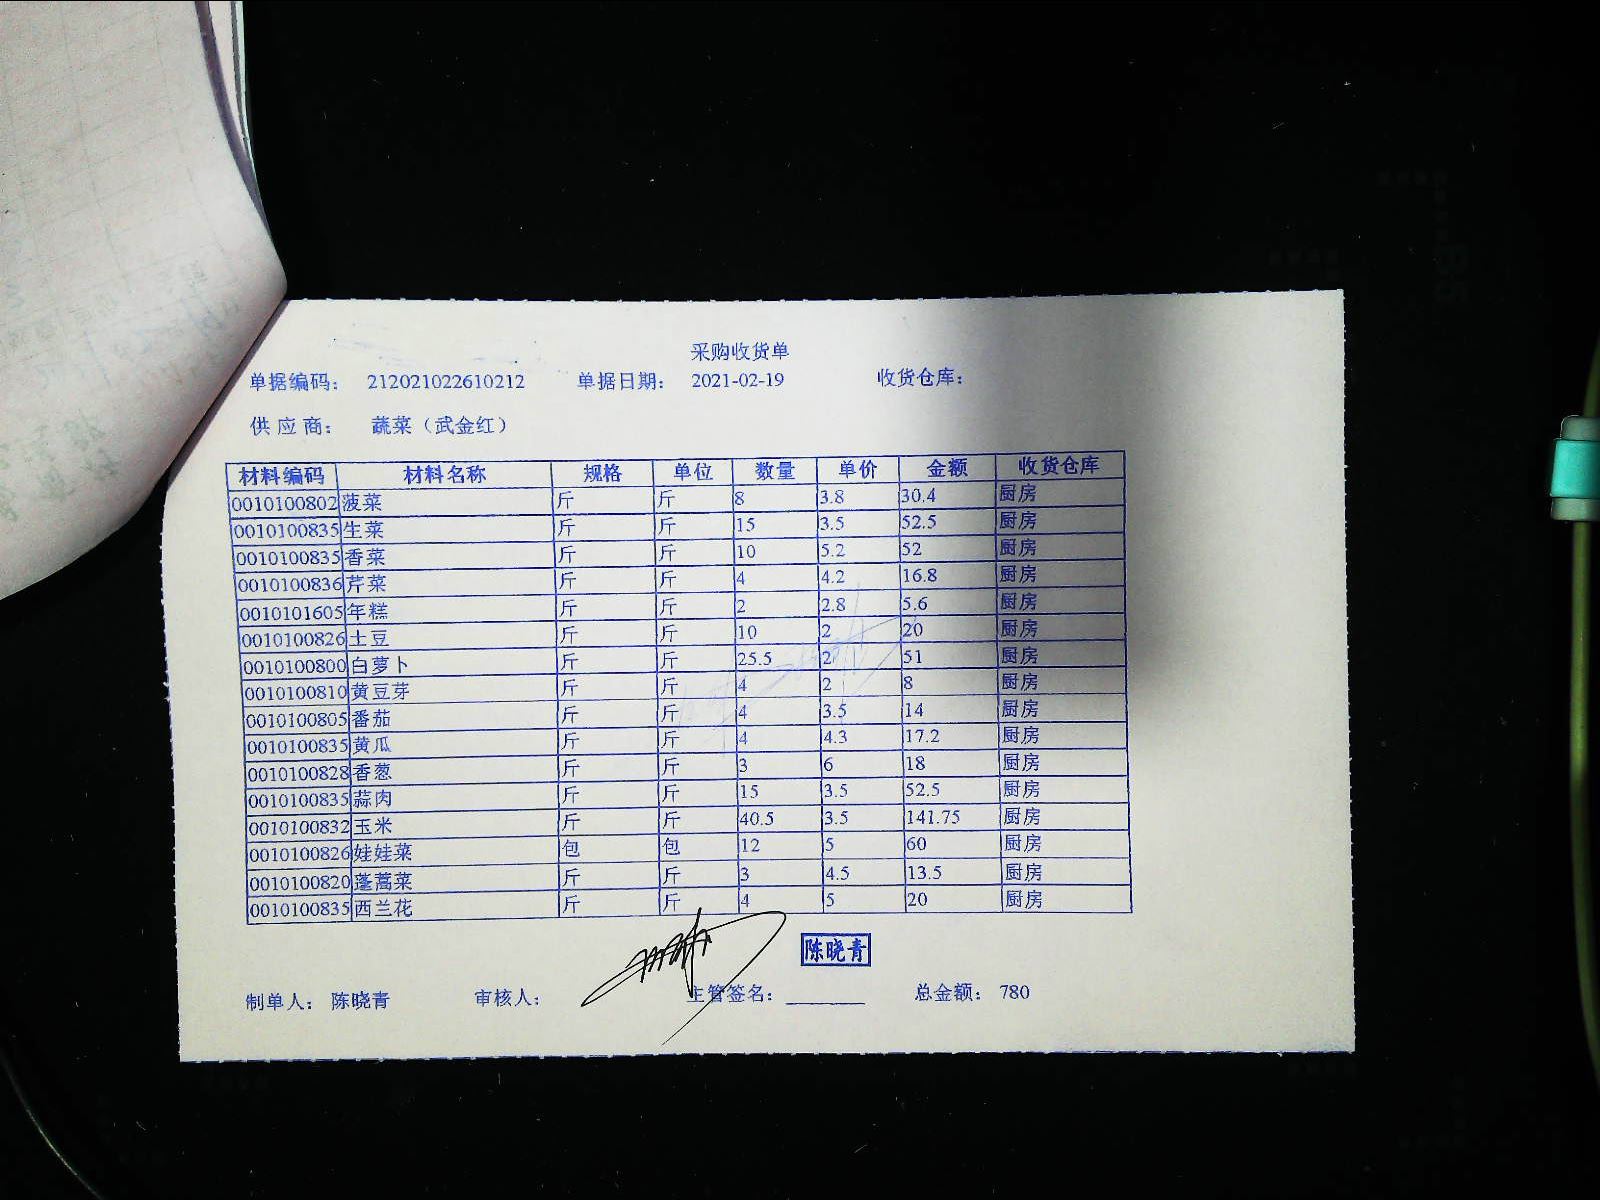 采购收货单
单据编码： 212021022610212 单据日期： 2021-02-19 收货仓库：
供 应 商： 蔬菜（武金红）
材料编码 材料名称 规格 单位 数量 单价 金额 收货仓库
0010100802 菠菜 斤 斤 8 3.8 30.4 厨房
0010100835 生菜 斤 斤 15 3.5 52.5 厨房
0010100835 香菜 斤 斤 10 5.2 52 厨房
0010100836 芹菜 斤 斤 4 4.2 16.8 厨房
0010101605 年糕 斤 斤 2 2.8 5.6 厨房
0010100826 土豆 斤 斤 10 2 20 厨房
0010100800 白萝卜 斤 斤 25.5 2 51 厨房
0010100810 黄豆芽 斤 斤 4 2 8 厨房
0010100805 番茄 斤 斤 4 3.5 14 厨房
0010100835 黄瓜 斤 斤 4 4.3 17.2 厨房
0010100828 香葱 斤 斤 3 6 18 厨房
0010100835 蒜肉 斤 斤 15 3.5 52.5 厨房
0010100832 玉米 斤 斤 40.5 3.5 141.75 厨房
0010100826 娃娃菜 包 包 12 5 60 厨房
0010100820 蓬蒿菜 斤 斤 3 4.5 13.5 厨房
0010100835 西兰花 斤 斤 4 5 20 厨房
陈晓青
制单人： 陈晓青 审核人： 主管签名： 总金额： 780